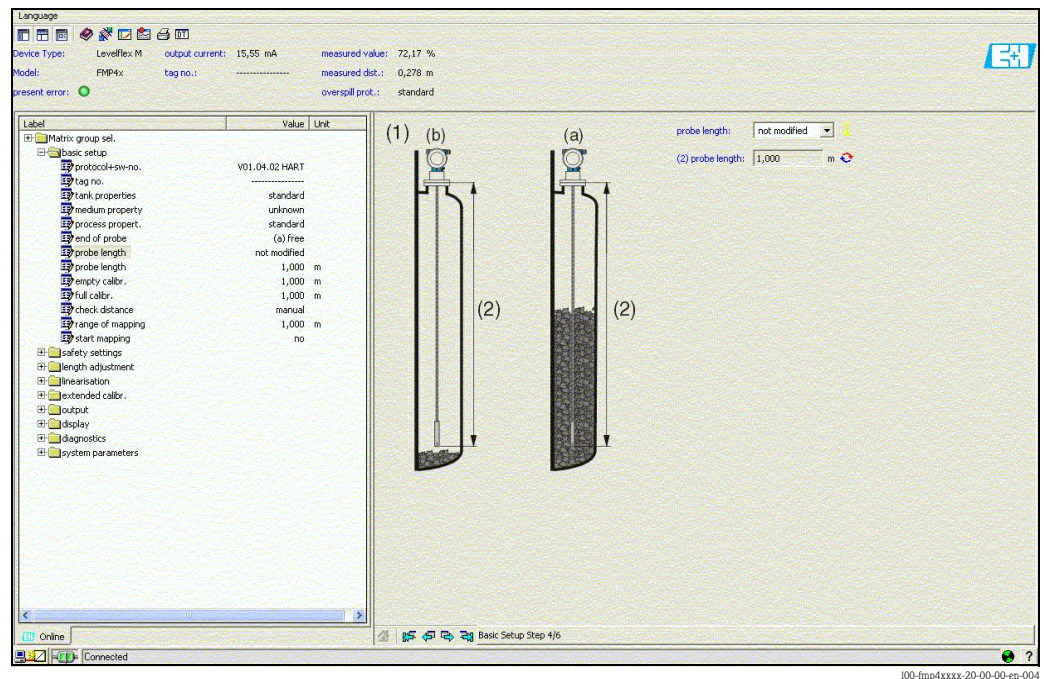 Language
Device Type: Levelflex M output current: 15,55 mA measured value: 72,17 %
Model: FMP4x tag no.: ---------------- measured dist.: 0,278 m
present error: overspill prot.: standard
E+H
Label Value Unit
Matrix group sel.
basic setup
protocol+sw-no. V01.04.02 HART
tag no. ----------------
tank properties standard
medium property unknown
process propert. standard
end of probe (a) free
probe length not modified
probe length 1,000 m
empty calibr. 1,000 m
full calibr. 1,000 m
check distance manual
range of mapping 1,000 m
start mapping no
safety settings
length adjustment
linearisation
extended calibr.
output
display
diagnostics
system parameters
Online
(1) (b) (a)
(2) (2)
probe length: not modified
(2) probe length: 1,000 m
Basic Setup Step 4/6
Connected
?
l00-fmp4xxxx-20-00-00-en-004